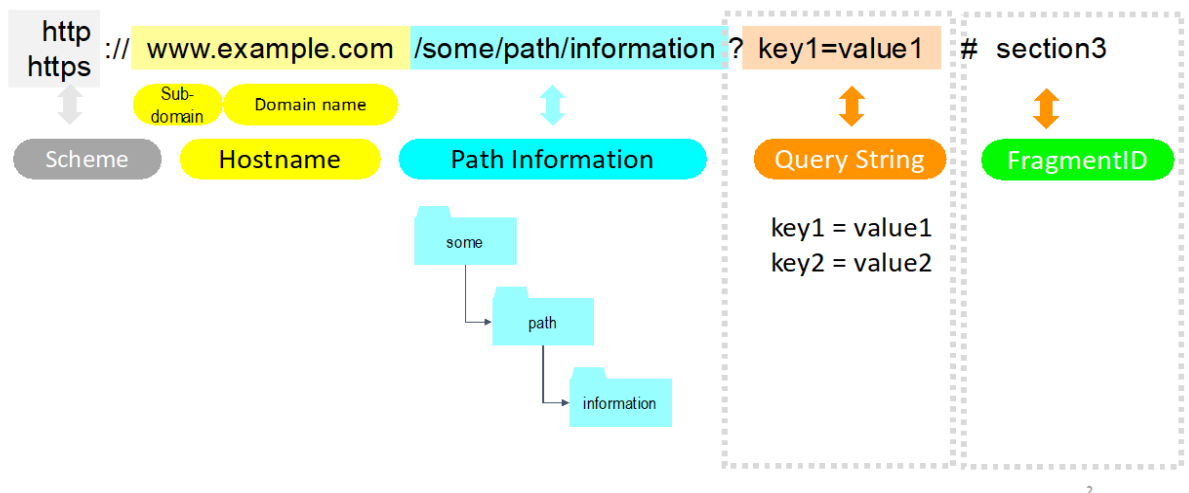 http
https
:// www.example.com /some/path/information ? key1=value1 # section3
Sub-
domain
Domain name
Scheme
Hostname
Path Information
Query String
FragmentID
key1 = value1
key2 = value2
some
path
information